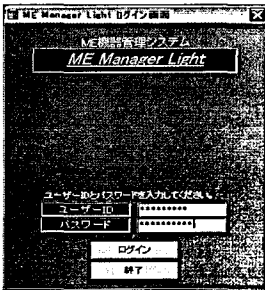 ME Manager Light ログイン画面
ME機器管理システム
ME Manager Light
ユーザーIDとパスワードを入力してください。
ユーザーID
**********
パスワード
**********
ログイン
終了